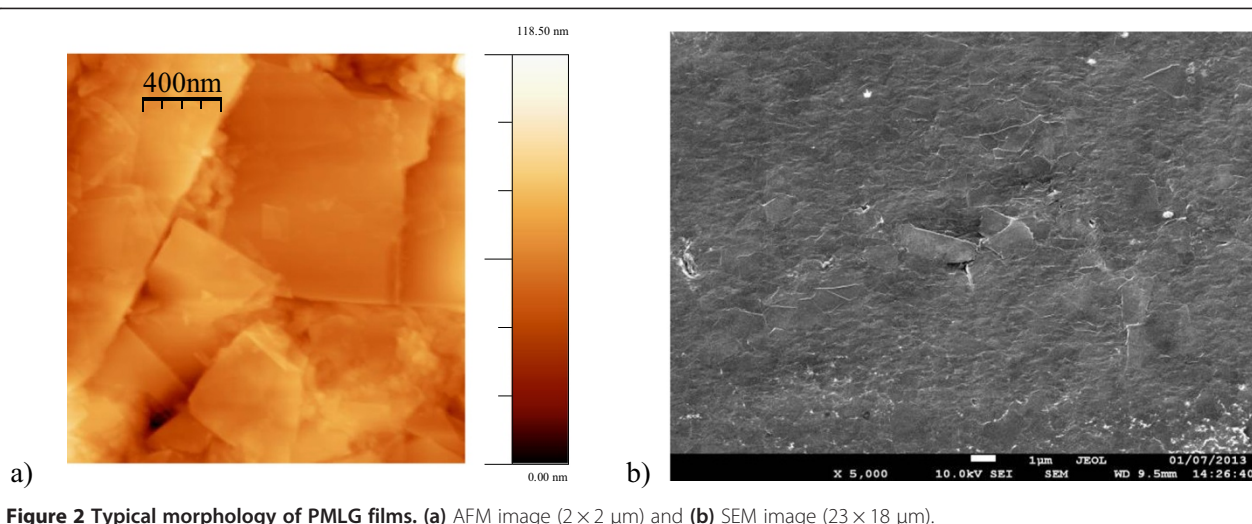 118.50 nm
400nm
0.00 nm
a)
b)
1μm JEOL 01/07/2013
X 5,000 10.0kV SEI SEM WD 9.5mm 14:26:40
Figure 2 Typical morphology of PMLG films. (a) AFM image (2 × 2 μm) and (b) SEM image (23 × 18 μm).